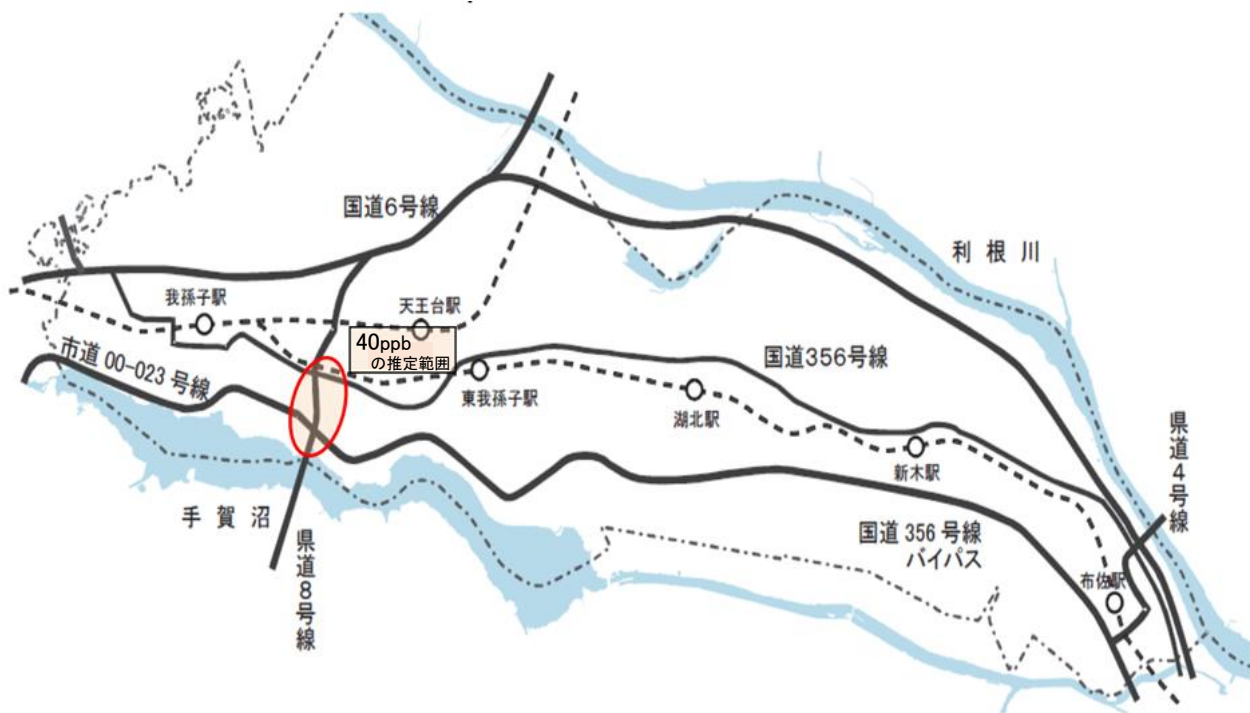 国道6号線
利根川
我孫子駅
天王台駅
40ppb
の推定範囲
市道 00-023 号線
国道356号線
東我孫子駅
湖北駅
新木駅
県道4号線
手賀沼
県道8号線
国道 356 号線
バイパス
布佐駅